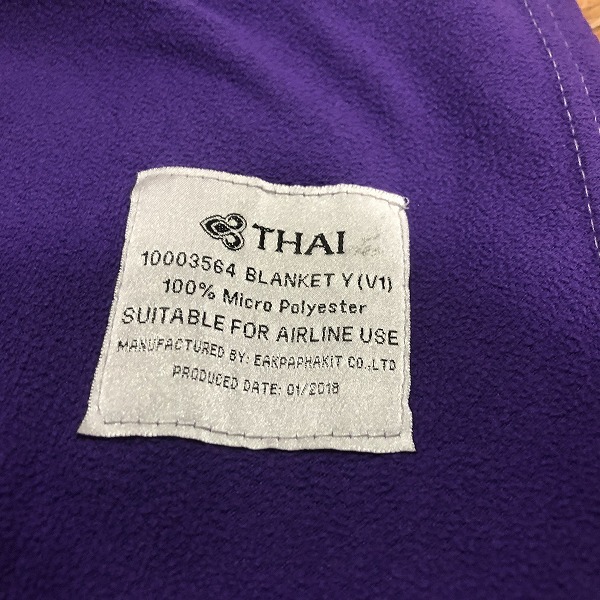 THAI
10003564 BLANKET Y (V1)
100% Micro Polyester
SUITABLE FOR AIRLINE USE
MANUFACTURED BY: EAKPAPHAKIT CO.,LTD
PRODUCED DATE: 01/2018